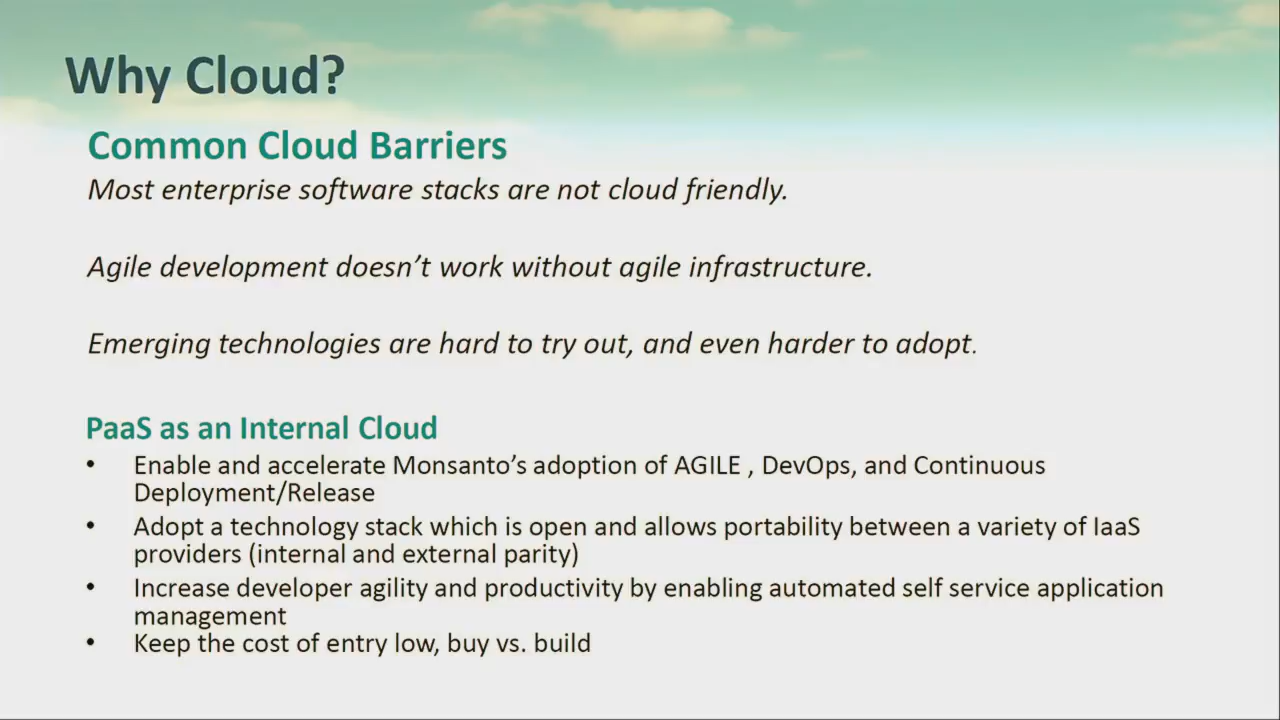 Why Cloud?
Common Cloud Barriers
Most enterprise software stacks are not cloud friendly.
Agile development doesn’t work without agile infrastructure.
Emerging technologies are hard to try out, and even harder to adopt.
PaaS as an Internal Cloud
• Enable and accelerate Monsanto’s adoption of AGILE , DevOps, and Continuous
Deployment/Release
• Adopt a technology stack which is open and allows portability between a variety of IaaS
providers (internal and external parity)
• Increase developer agility and productivity by enabling automated self service application
management
• Keep the cost of entry low, buy vs. build